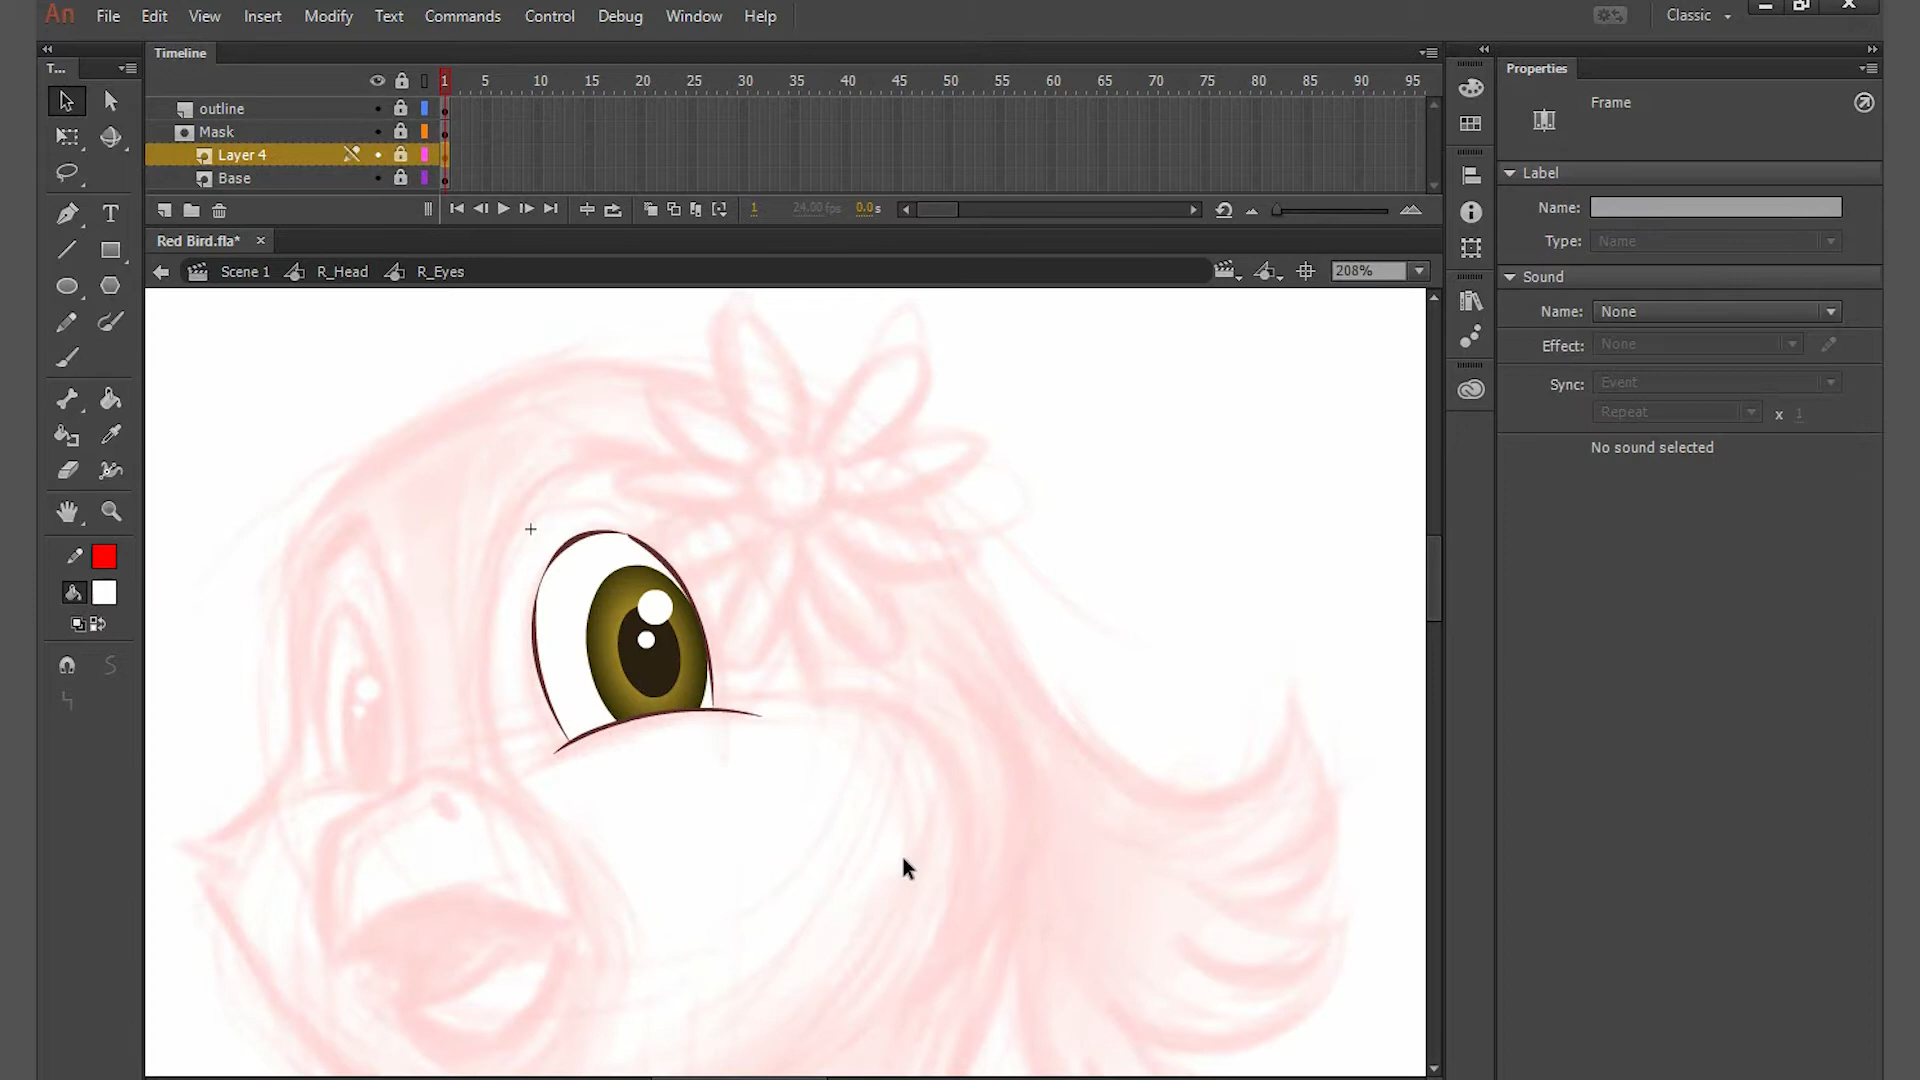 An File Edit View Insert Modify Text Commands Control Debug Window Help Classic
T... Timeline Properties
1 5 10 15 20 25 30 35 40 45 50 55 60 65 70 75 80 85 90 95
outline
Mask
Layer 4
Base
1 24.00 fps 0.0 s
Red Bird.fla* ×
Scene 1 R_Head R_Eyes 208%
Frame
Label
Name:
Type: Name
Sound
Name: None
Effect: None
Sync: Event
Repeat x 1
No sound selected